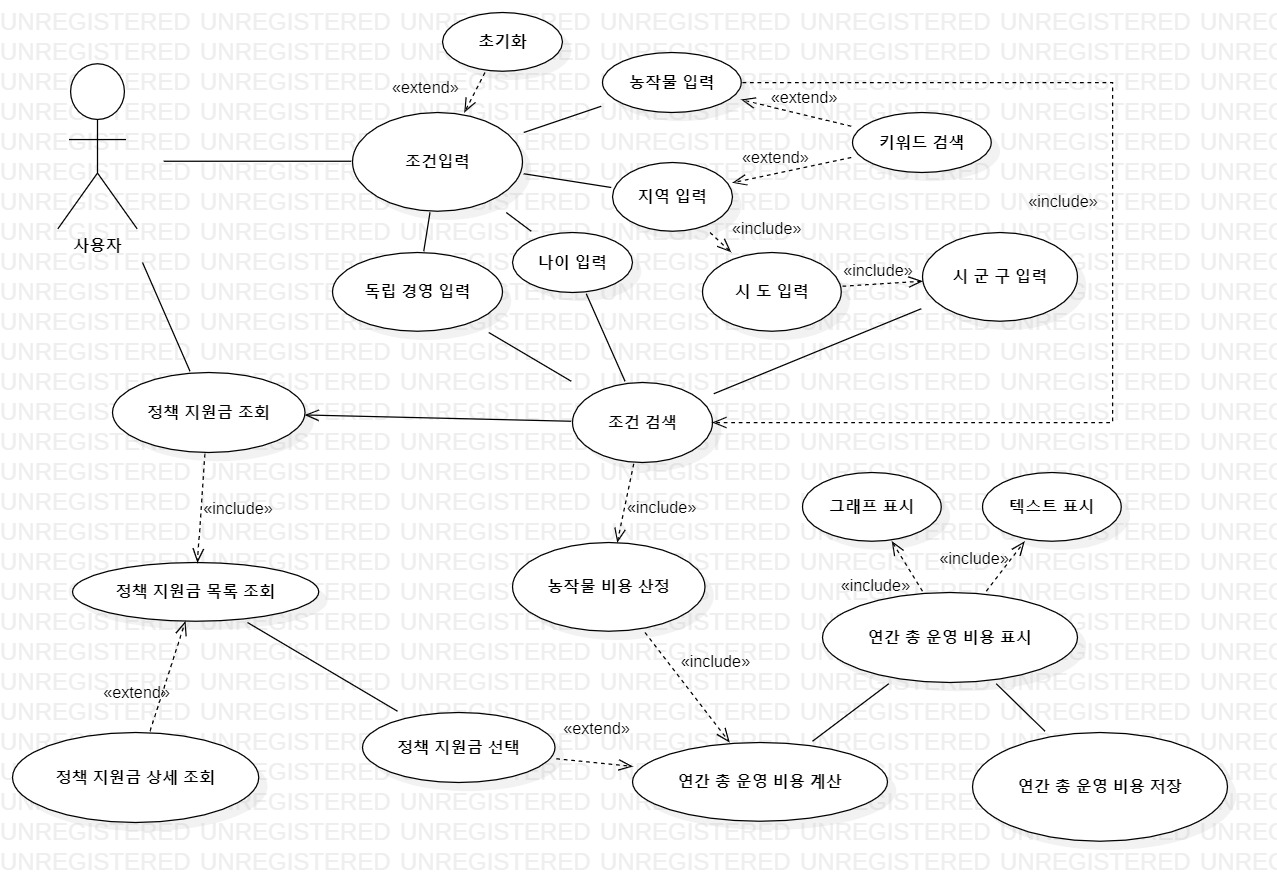 초기화
«extend»
농작물 입력
«extend»
조건입력
키워드 검색
«extend»
지역 입력
«include»
«include»
사용자
나이 입력
독립 경영 입력
시 도 입력
«include»
시 군 구 입력
정책 지원금 조회
조건 검색
«include»
«include»
그래프 표시
텍스트 표시
«include»
«include»
정책 지원금 목록 조회
농작물 비용 산정
연간 총 운영 비용 표시
«include»
«extend»
«extend»
정책 지원금 상세 조회
정책 지원금 선택
연간 총 운영 비용 계산
연간 총 운영 비용 저장
UNREGISTERED